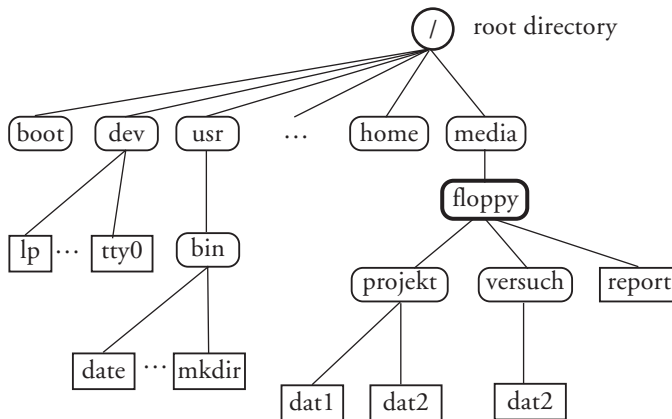 / root directory
boot dev usr ... home media
floppy
lp ... tty0 bin
projekt versuch report
date ... mkdir
dat1 dat2 dat2